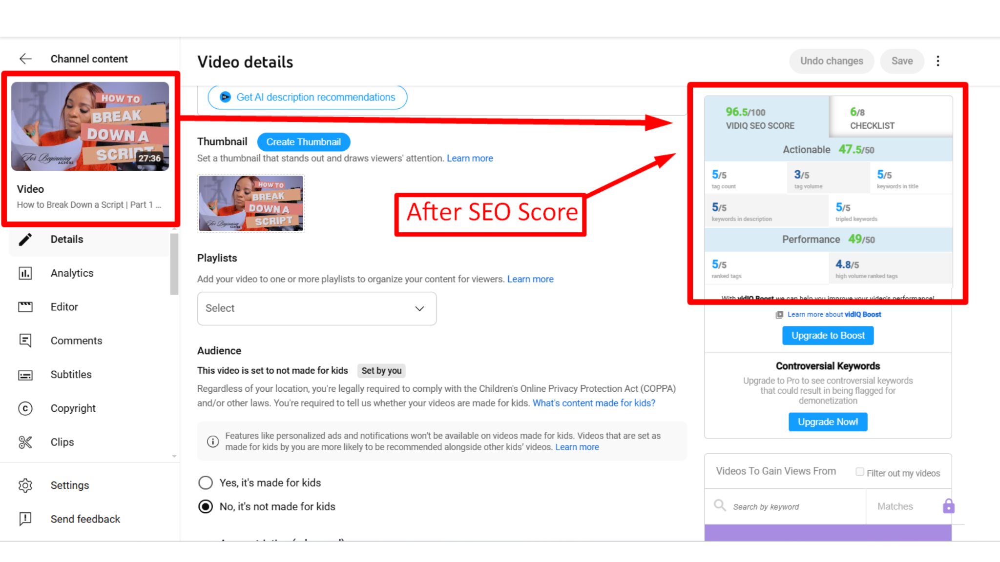 Channel content
HOW TO
BREAK
DOWN A
SCRIPT
For Beginning
ACTORS
27:36
Video
How to Break Down a Script | Part 1 ...
Details
Analytics
Editor
Comments
Subtitles
Copyright
Clips
Settings
Send feedback
Video details
Undo changes
Save
Get AI description recommendations
Thumbnail
Create Thumbnail
Set a thumbnail that stands out and draws viewers' attention. Learn more
HOW TO
BREAK
DOWN A
SCRIPT
For Beginning
ACTORS
After SEO Score
Playlists
Add your video to one or more playlists to organize your content for viewers. Learn more
Select
Audience
This video is set to not made for kids Set by you
Regardless of your location, you're legally required to comply with the Children's Online Privacy Protection Act (COPPA)
and/or other laws. You're required to tell us whether your videos are made for kids. What's content made for kids?
Features like personalized ads and notifications won't be available on videos made for kids. Videos that are set as
made for kids by you are more likely to be recommended alongside other kids' videos. Learn more
Yes, it's made for kids
No, it's not made for kids
96.5/100
VIDIQ SEO SCORE
6/8
CHECKLIST
Actionable 47.5/50
5/5
tag count
3/5
tag volume
5/5
keywords in title
5/5
keywords in description
5/5
tripled keywords
Performance 49/50
5/5
ranked tags
4.8/5
high volume ranked tags
With vidIQ Boost we can help you improve your video's performance!
Learn more about vidIQ Boost
Upgrade to Boost
Controversial Keywords
Upgrade to Pro to see controversial keywords
that could result in being flagged for
demonetization
Upgrade Now!
Videos To Gain Views From
Filter out my videos
Search by keyword
Matches